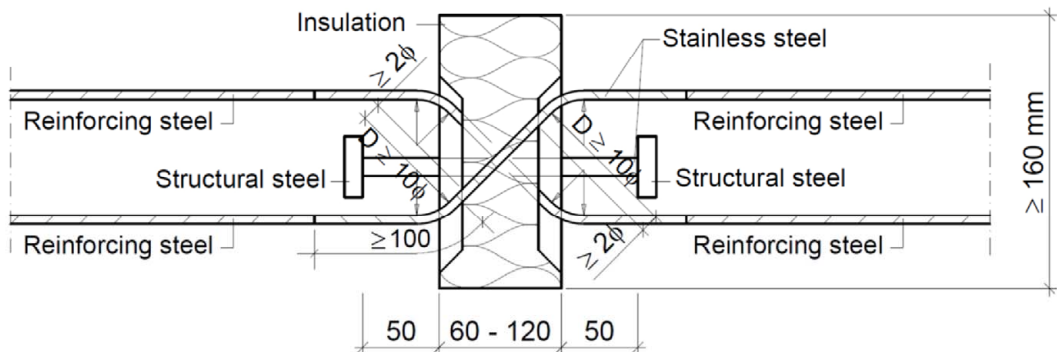 Insulation
Stainless steel
≥ 2ϕ
Reinforcing steel
Reinforcing steel
D ≥ 10ϕ
D ≥ 10ϕ
≥ 160 mm
Structural steel
Structural steel
Reinforcing steel
≥100
≥ 2ϕ
Reinforcing steel
50
60 - 120
50